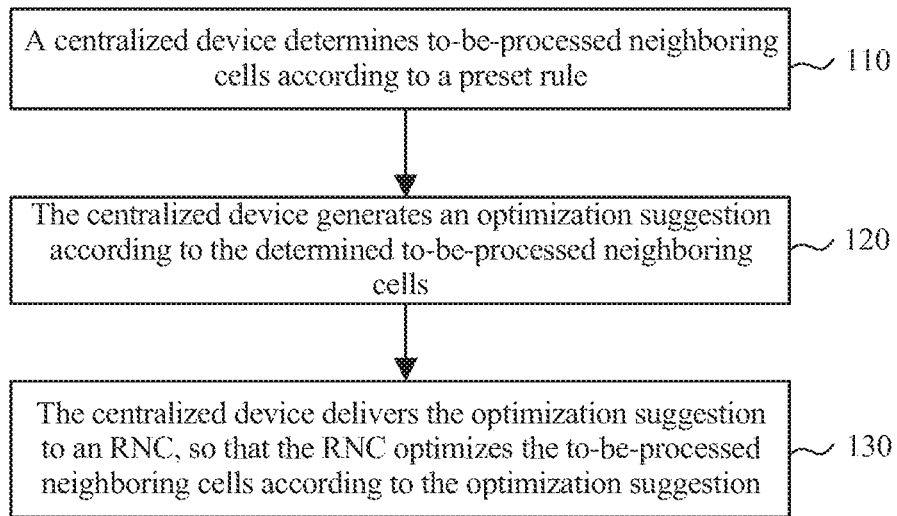 A centralized device determines to-be-processed neighboring
cells according to a preset rule
110
The centralized device generates an optimization suggestion
according to the determined to-be-processed neighboring
cells
120
The centralized device delivers the optimization suggestion
to an RNC, so that the RNC optimizes the to-be-processed
neighboring cells according to the optimization suggestion
130